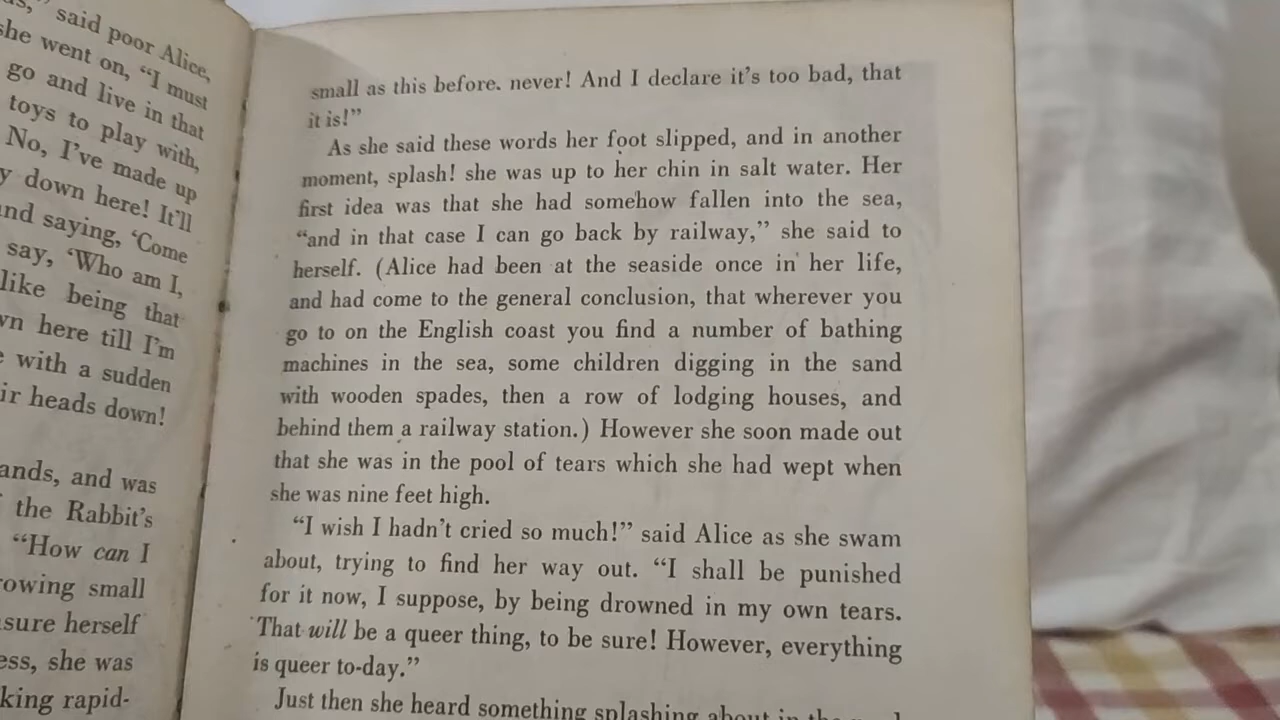 said poor Alice,
she went on, “I must
go and live in that
toys to play with,
No, I’ve made up
down here! It’ll
and saying, ‘Come
say, ‘Who am I,
like being that
here till I’m
with a sudden
heads down!
and was
the Rabbit’s
“How can I
small
sure herself
she was
rapid-
small as this before. never! And I declare it’s too bad, that
it is!”
As she said these words her foot slipped, and in another
moment, splash! she was up to her chin in salt water. Her
first idea was that she had somehow fallen into the sea,
“and in that case I can go back by railway,” she said to
herself. (Alice had been at the seaside once in her life,
and had come to the general conclusion, that wherever you
go to on the English coast you find a number of bathing
machines in the sea, some children digging in the sand
with wooden spades, then a row of lodging houses, and
behind them a railway station.) However she soon made out
that she was in the pool of tears which she had wept when
she was nine feet high.
“I wish I hadn’t cried so much!” said Alice as she swam
about, trying to find her way out. “I shall be punished
for it now, I suppose, by being drowned in my own tears.
That will be a queer thing, to be sure! However, everything
is queer to-day.”
Just then she heard something splashing about in the